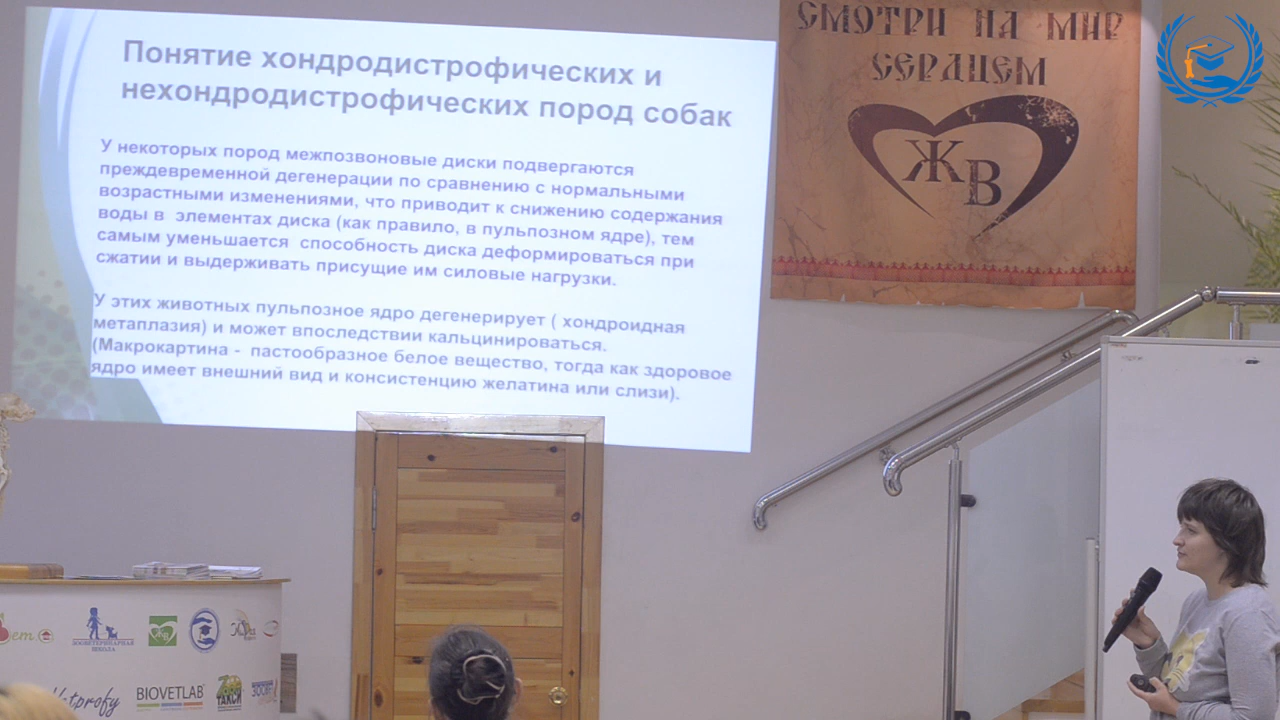 Понятие хондродистрофических и
нехондродистрофических пород собак
У некоторых пород межпозвоновые диски подвергаются
преждевременной дегенерации по сравнению с нормальными
возрастными изменениями, что приводит к снижению содержания
воды в элементах диска (как правило, в пульпозном ядре), тем
самым уменьшается способность диска деформироваться при
сжатии и выдерживать присущие им силовые нагрузки.
У этих животных пульпозное ядро дегенерирует ( хондроидная
метаплазия) и может впоследствии кальцинироваться.
(Макрокартина - пастообразное белое вещество, тогда как здоровое
ядро имеет внешний вид и консистенцию желатина или слизи).
СМОТРИ НА МИР
СЕРДЦЕМ
ЖВ
ЗООВЕТЕРИНАРНАЯ
ШКОЛА
BIOVETLAB
ТАКСИ